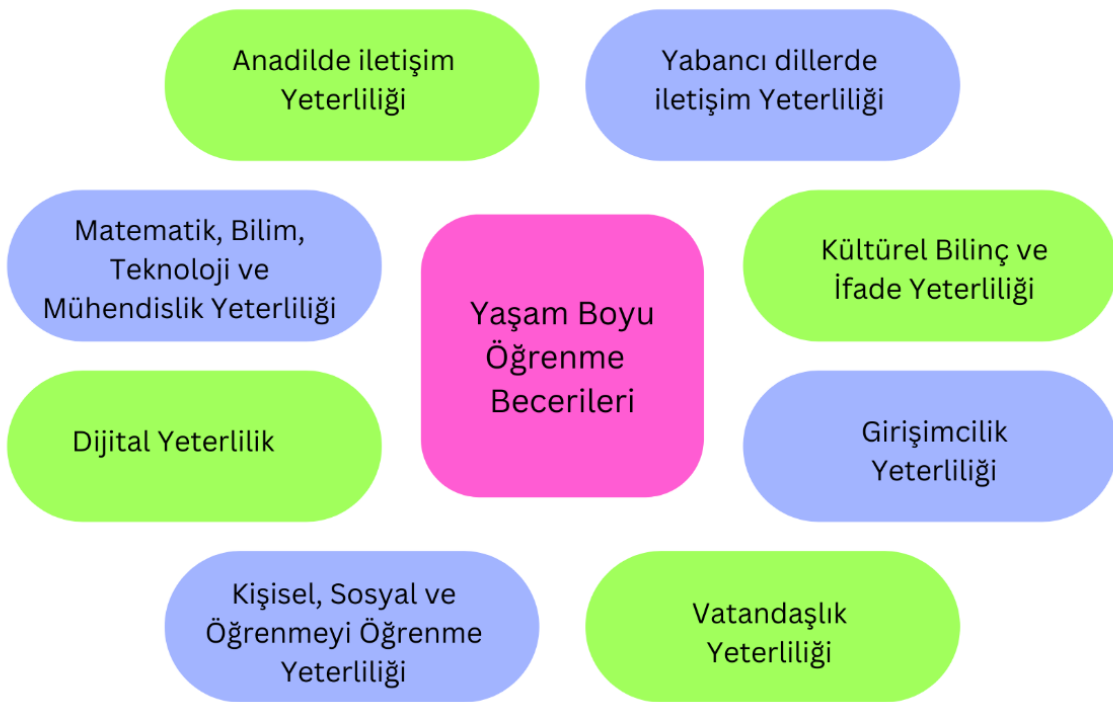 Anadilde iletişim
Yeterliliği
Yabancı dillerde
iletişim Yeterliliği
Matematik, Bilim,
Teknoloji ve
Mühendislik Yeterliliği
Yaşam Boyu
Öğrenme
Becerileri
Kültürel Bilinç ve
İfade Yeterliliği
Dijital Yeterlilik
Girişimcilik
Yeterliliği
Kişisel, Sosyal ve
Öğrenmeyi Öğrenme
Yeterliliği
Vatandaşlık
Yeterliliği